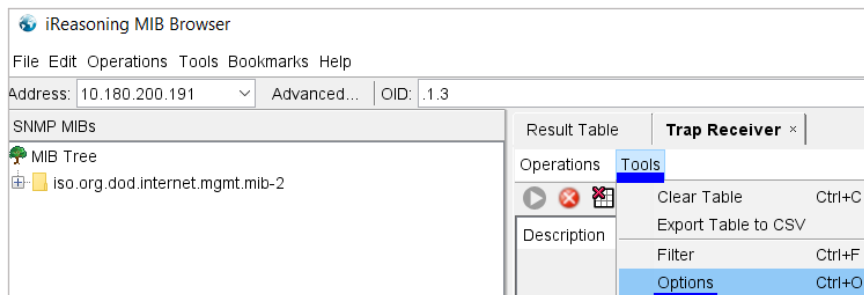 iReasoning MIB Browser
File Edit Operations Tools Bookmarks Help
Address: 10.180.200.191 Advanced... OID: .1.3
SNMP MIBs
Result Table Trap Receiver ×
MIB Tree
Operations Tools
iso.org.dod.internet.mgmt.mib-2
Clear Table Ctrl+C
Export Table to CSV
Description
Filter Ctrl+F
Options Ctrl+O